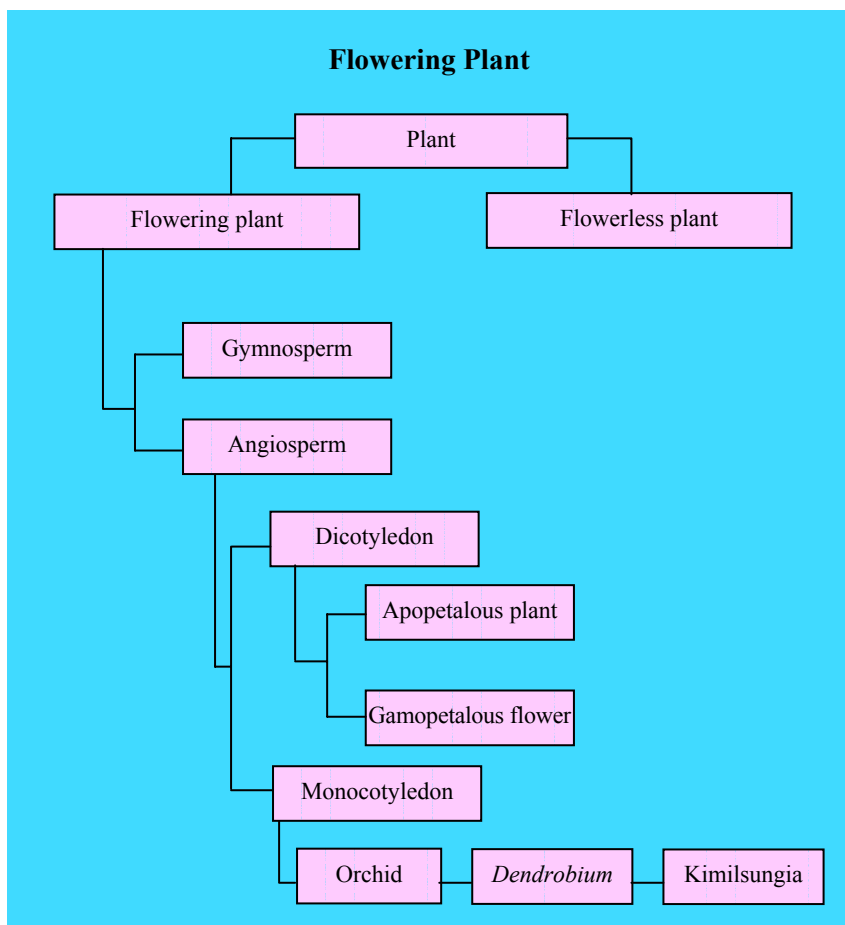 Flowering Plant
Plant
Flowering plant
Flowerless plant
Gymnosperm
Angiosperm
Dicotyledon
Apopetalous plant
Gamopetalous flower
Monocotyledon
Orchid
Dendrobium
Kimilsungia